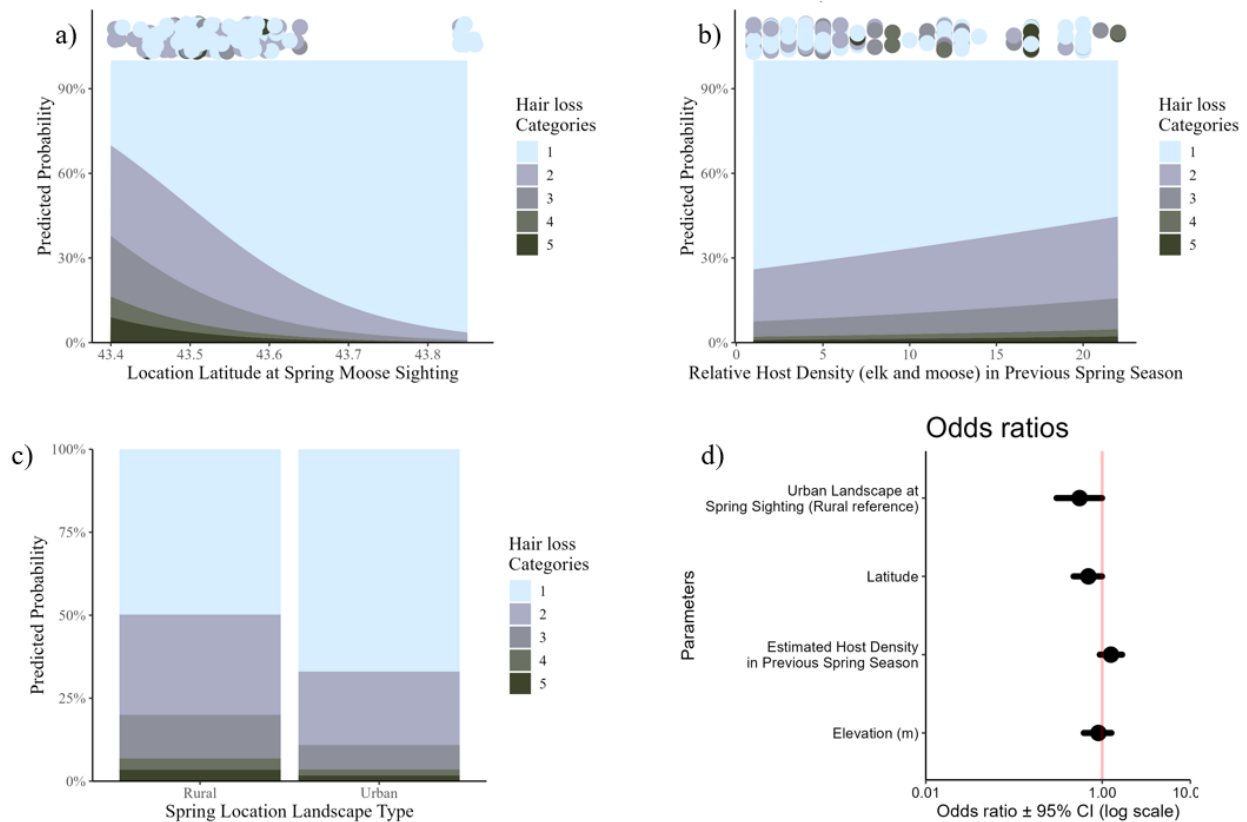 a)
90%
60%
30%
0%
Predicted Probability
43.4 43.5 43.6 43.7 43.8
Location Latitude at Spring Moose Sighting
Hair loss
Categories
1
2
3
4
5
b)
90%
60%
30%
0%
Predicted Probability
0 5 10 15 20
Relative Host Density (elk and moose) in Previous Spring Season
Hair loss
Categories
1
2
3
4
5
c)
100%
75%
50%
25%
0%
Predicted Probability
Rural Urban
Spring Location Landscape Type
Hair loss
Categories
1
2
3
4
5
d)
Odds ratios
Parameters
Urban Landscape at
Spring Sighting (Rural reference)
Latitude
Estimated Host Density
in Previous Spring Season
Elevation (m)
0.01 1.00 10.0
Odds ratio ± 95% CI (log scale)